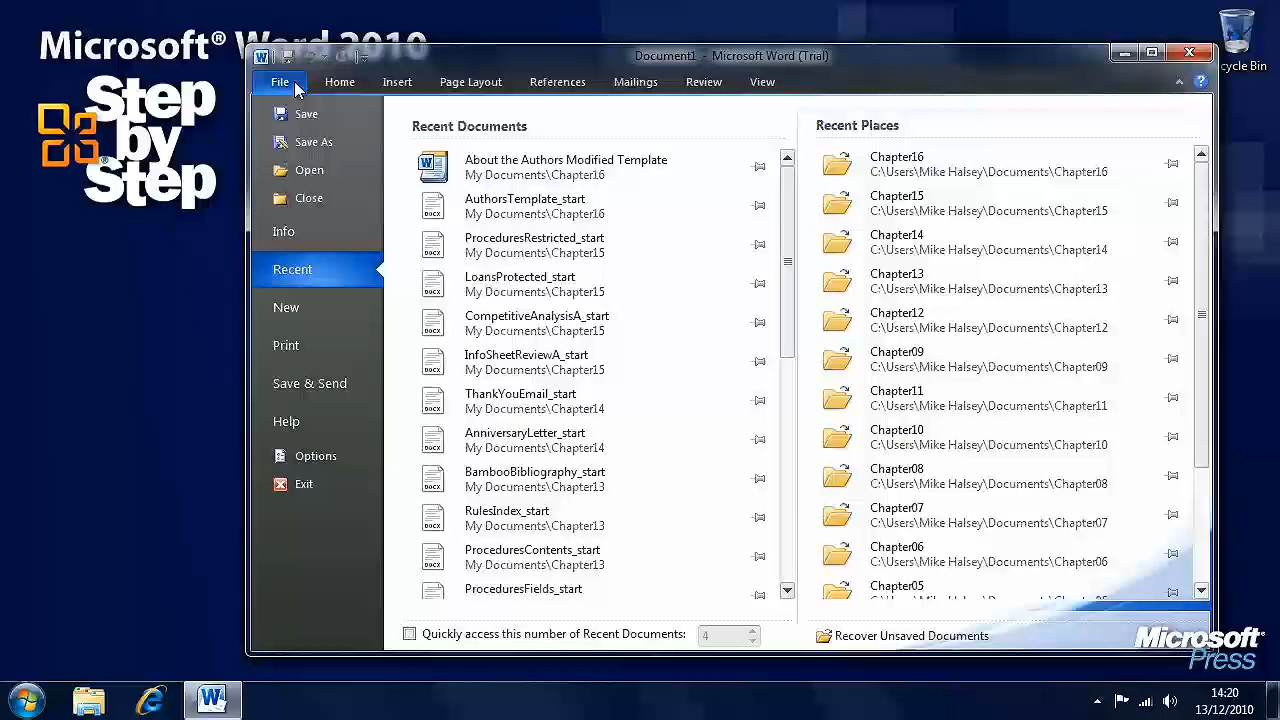 Microsoft® Word 2010
Step
by
Step®
Document1 - Microsoft Word (Trial)
Recycle Bin
File
Home
Insert
Page Layout
References
Mailings
Review
View
Save
Save As
Open
Close
Info
Recent
New
Print
Save & Send
Help
Options
Exit
Recent Documents
About the Authors Modified Template
My Documents\Chapter16
AuthorsTemplate_start
My Documents\Chapter16
ProceduresRestricted_start
My Documents\Chapter15
LoansProtected_start
My Documents\Chapter15
CompetitiveAnalysisA_start
My Documents\Chapter15
InfoSheetReviewA_start
My Documents\Chapter15
ThankYouEmail_start
My Documents\Chapter14
AnniversaryLetter_start
My Documents\Chapter14
BambooBibliography_start
My Documents\Chapter13
RulesIndex_start
My Documents\Chapter13
ProceduresContents_start
My Documents\Chapter13
ProceduresFields_start
Quickly access this number of Recent Documents: 4
Recent Places
Chapter16
C:\Users\Mike Halsey\Documents\Chapter16
Chapter15
C:\Users\Mike Halsey\Documents\Chapter15
Chapter14
C:\Users\Mike Halsey\Documents\Chapter14
Chapter13
C:\Users\Mike Halsey\Documents\Chapter13
Chapter12
C:\Users\Mike Halsey\Documents\Chapter12
Chapter09
C:\Users\Mike Halsey\Documents\Chapter09
Chapter11
C:\Users\Mike Halsey\Documents\Chapter11
Chapter10
C:\Users\Mike Halsey\Documents\Chapter10
Chapter08
C:\Users\Mike Halsey\Documents\Chapter08
Chapter07
C:\Users\Mike Halsey\Documents\Chapter07
Chapter06
C:\Users\Mike Halsey\Documents\Chapter06
Chapter05
C:\Users\Mike Halsey\Documents\Chapter05
Recover Unsaved Documents
Microsoft®
Press
14:20
13/12/2010